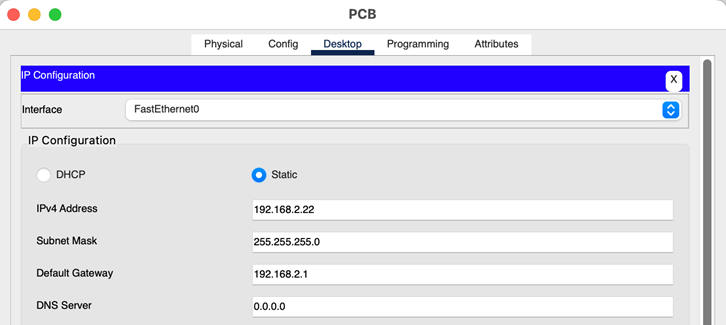 PCB
Physical Config Desktop Programming Attributes
IP Configuration X
Interface FastEthernet0
IP Configuration
DHCP Static
IPv4 Address 192.168.2.22
Subnet Mask 255.255.255.0
Default Gateway 192.168.2.1
DNS Server 0.0.0.0